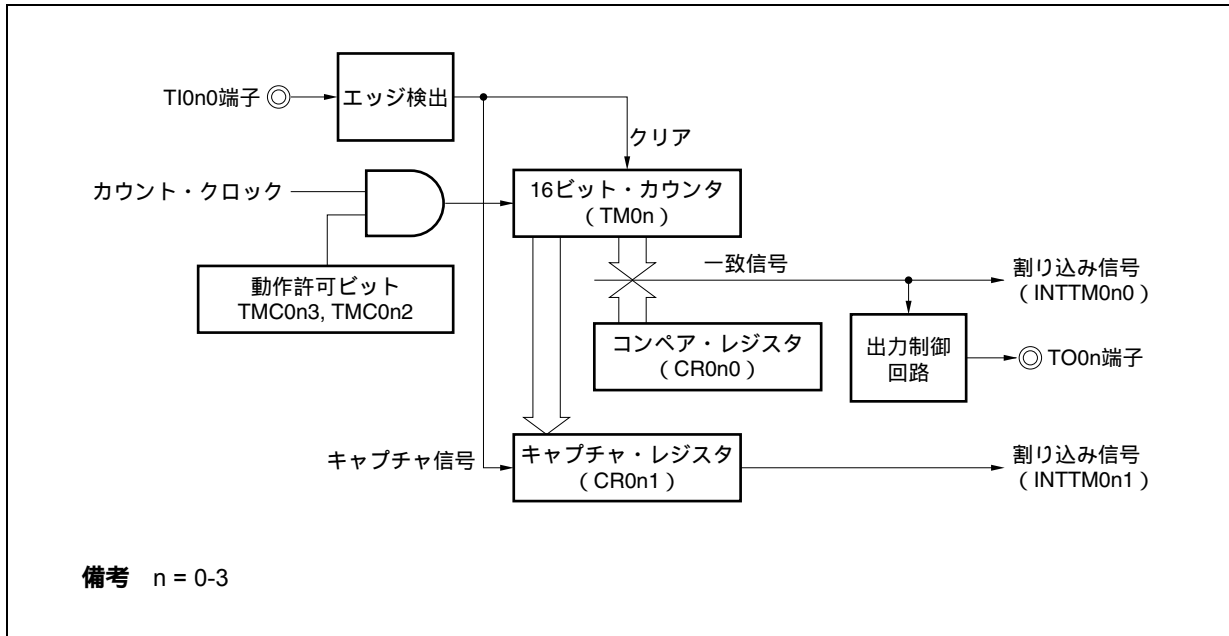 TI0n0端子
エッジ検出
クリア
カウント・クロック
16ビット・カウンタ
（TM0n）
動作許可ビット
TMC0n3, TMC0n2
一致信号
割り込み信号
（INTTM0n0）
コンペア・レジスタ
（CR0n0）
出力制御
回路
TO0n端子
キャプチャ信号
キャプチャ・レジスタ
（CR0n1）
割り込み信号
（INTTM0n1）
備考 n = 0-3